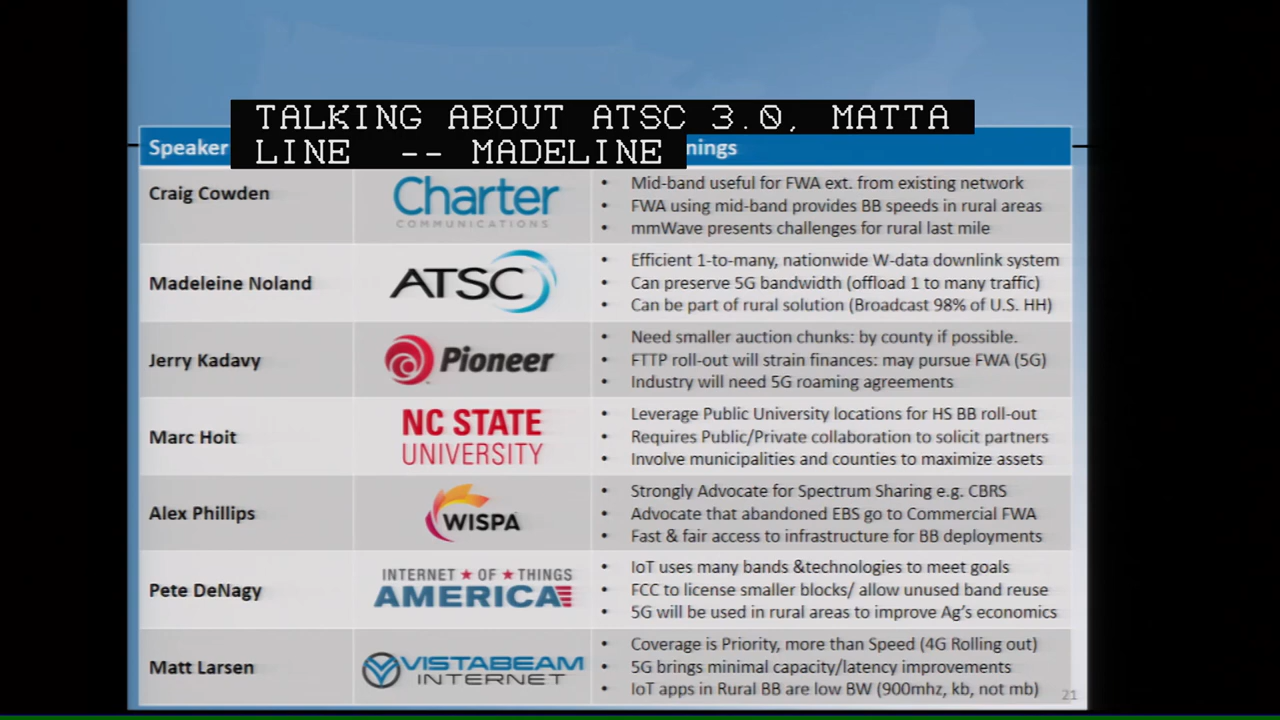 TALKING ABOUT ATSC 3.0, MATTA
LINE -- MADELINE
Speaker
nings
Craig Cowden
Charter
COMMUNICATIONS
• Mid-band useful for FWA ext. from existing network
• FWA using mid-band provides BB speeds in rural areas
• mmWave presents challenges for rural last mile
Madeleine Noland
ATSC
• Efficient 1-to-many, nationwide W-data downlink system
• Can preserve 5G bandwidth (offload 1 to many traffic)
• Can be part of rural solution (Broadcast 98% of U.S. HH)
Jerry Kadavy
Pioneer
• Need smaller auction chunks: by county if possible.
• FTTP roll-out will strain finances: may pursue FWA (5G)
• Industry will need 5G roaming agreements
Marc Hoit
NC STATE
UNIVERSITY
• Leverage Public University locations for HS BB roll-out
• Requires Public/Private collaboration to solicit partners
• Involve municipalities and counties to maximize assets
Alex Phillips
WISPA
• Strongly Advocate for Spectrum Sharing e.g. CBRS
• Advocate that abandoned EBS go to Commercial FWA
• Fast & fair access to infrastructure for BB deployments
Pete DeNagy
INTERNET ★ OF ★ THINGS
AMERICA
• IoT uses many bands &technologies to meet goals
• FCC to license smaller blocks/ allow unused band reuse
• 5G will be used in rural areas to improve Ag's economics
Matt Larsen
VISTABEAM
INTERNET
• Coverage is Priority, more than Speed (4G Rolling out)
• 5G brings minimal capacity/latency improvements
• IoT apps in Rural BB are low BW (900mhz, kb, not mb)
21